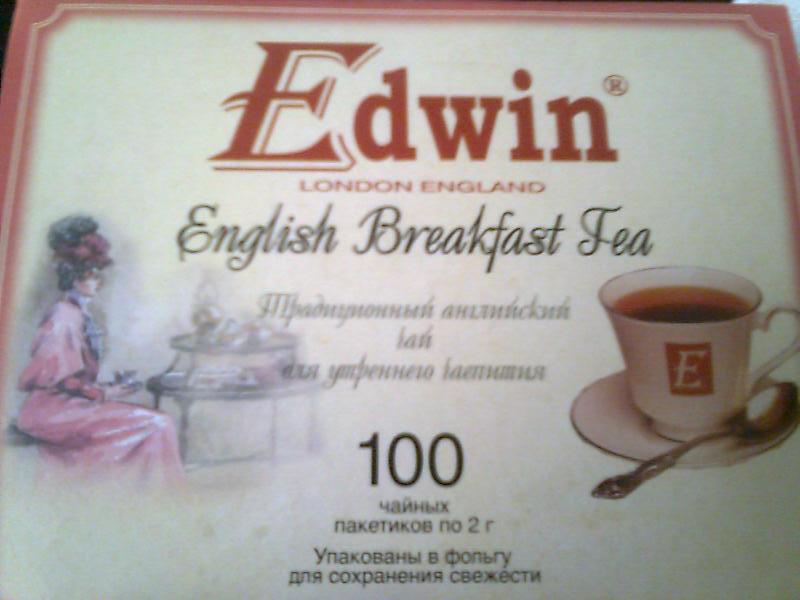 Edwin®
LONDON ENGLAND
English Breakfast Tea
Традиционный английский
чай
для утреннего чаепития
E
100
чайных
пакетиков по 2 г
Упакованы в фольгу
для сохранения свежести